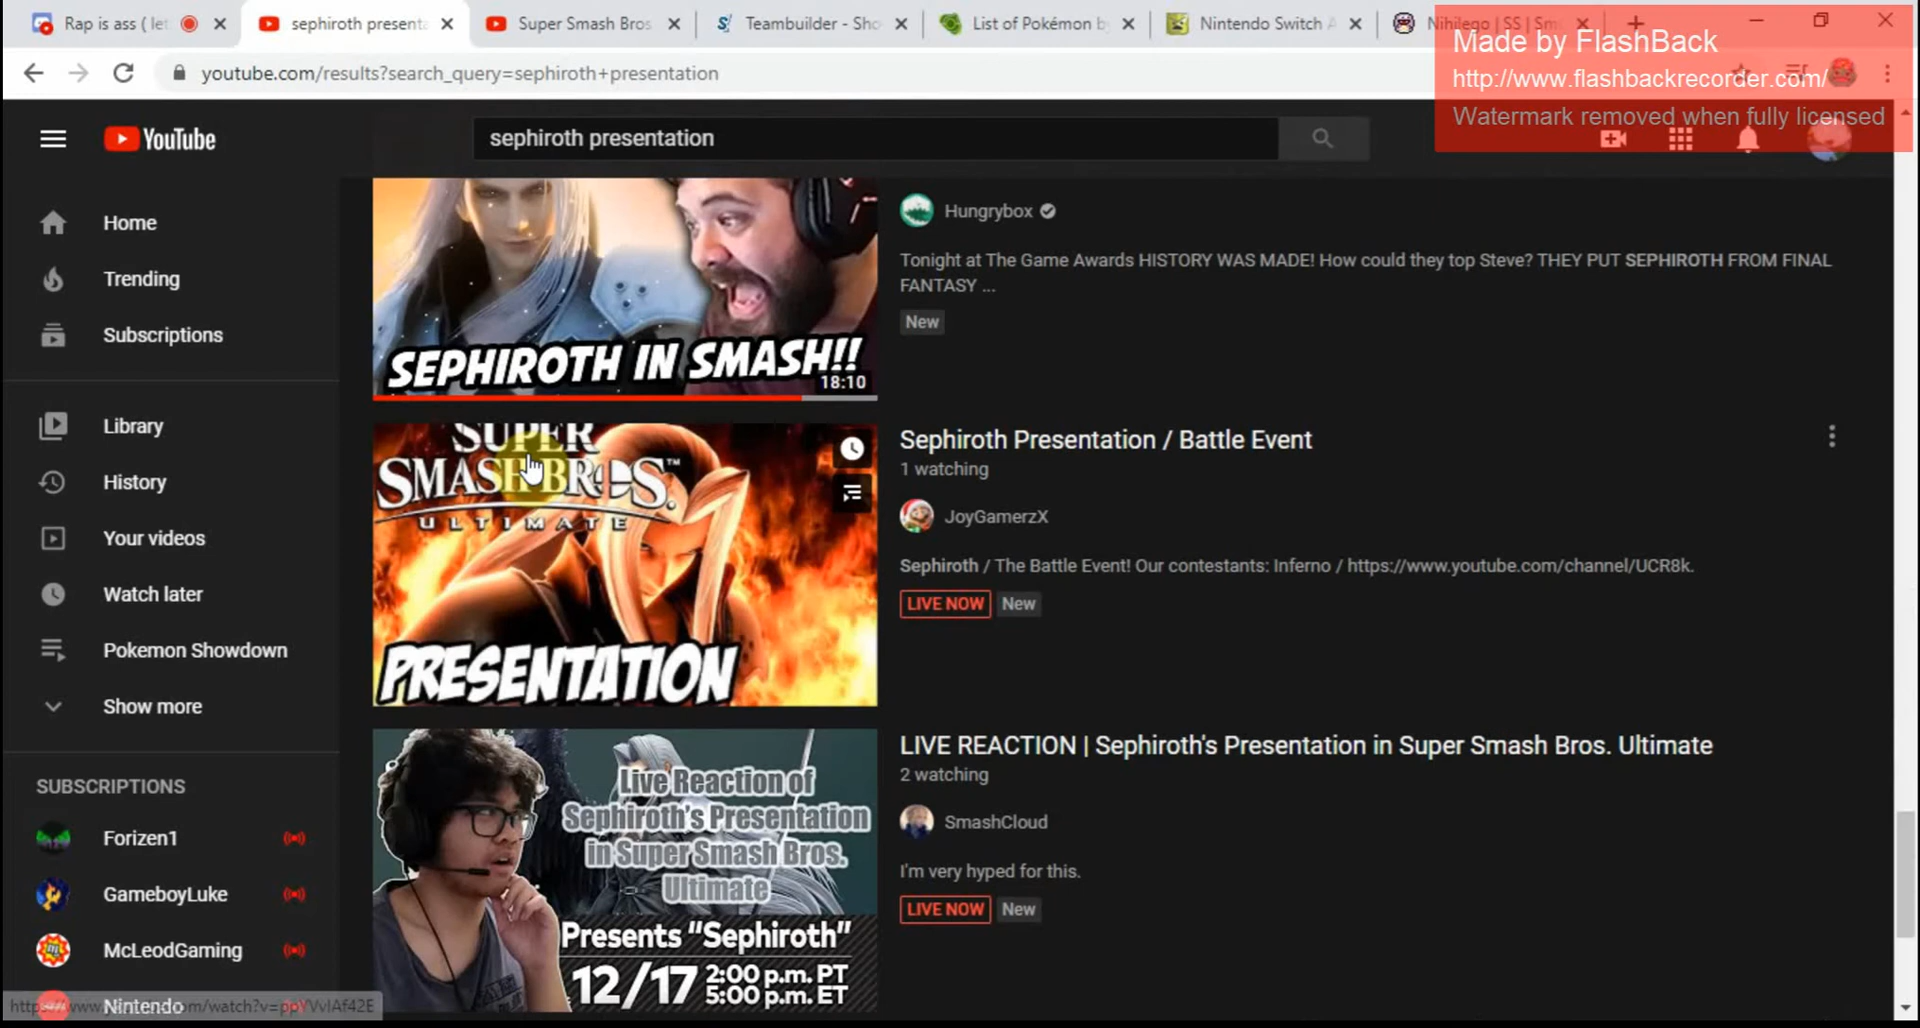 Rap is ass ( let
sephiroth presenta
Super Smash Bros
Teambuilder - Sho
List of Pokémon by
Nintendo Switch A
Nihilego | SS | Sm
Made by FlashBack
http://www.flashbackrecorder.com/
Watermark removed when fully licensed
youtube.com/results?search_query=sephiroth+presentation
YouTube
sephiroth presentation
Home
Trending
Subscriptions
Library
History
Your videos
Watch later
Pokemon Showdown
Show more
SUBSCRIPTIONS
Forizen1
GameboyLuke
McLeodGaming
Nintendo
SEPHIROTH IN SMASH!!
18:10
Hungrybox
Tonight at The Game Awards HISTORY WAS MADE! How could they top Steve? THEY PUT SEPHIROTH FROM FINAL
FANTASY ...
New
SUPER
SMASH BROS.™
ULTIMATE
PRESENTATION
Sephiroth Presentation / Battle Event
1 watching
JoyGamerzX
Sephiroth / The Battle Event! Our contestants: Inferno / https://www.youtube.com/channel/UCR8k.
LIVE NOW New
Live Reaction of
Sephiroth's Presentation
in Super Smash Bros.
Ultimate
Presents "Sephiroth"
12/17 2:00 p.m. PT
5:00 p.m. ET
LIVE REACTION | Sephiroth's Presentation in Super Smash Bros. Ultimate
2 watching
SmashCloud
I'm very hyped for this.
LIVE NOW New